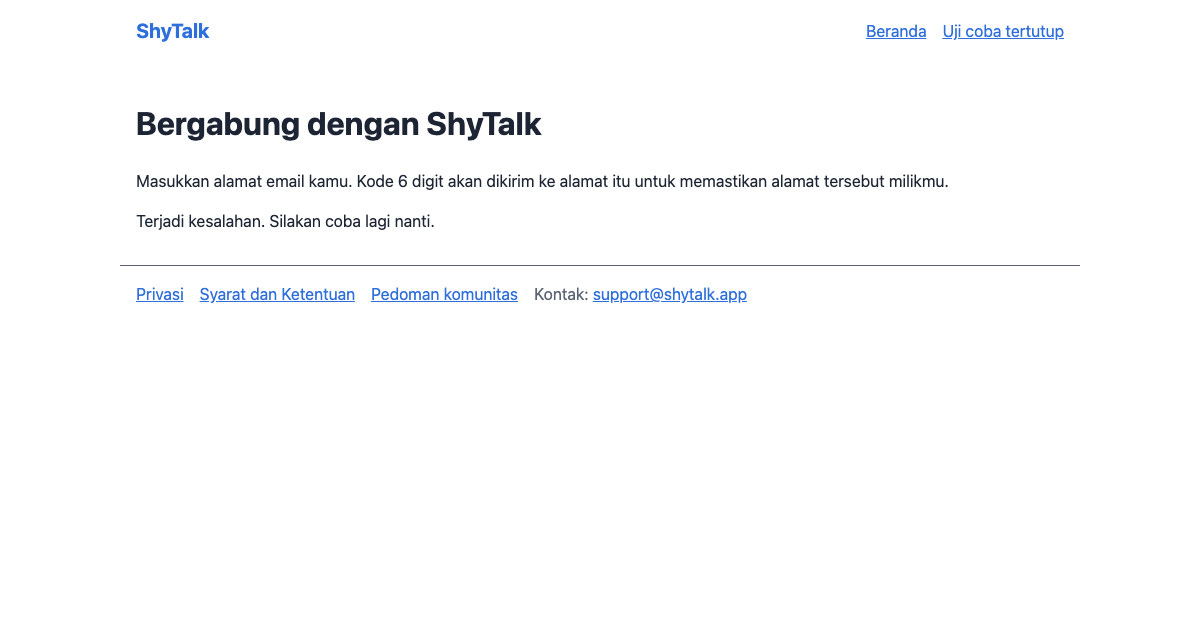 ShyTalk
Beranda Uji coba tertutup
Bergabung dengan ShyTalk
Masukkan alamat email kamu. Kode 6 digit akan dikirim ke alamat itu untuk memastikan alamat tersebut milikmu.
Terjadi kesalahan. Silakan coba lagi nanti.
Privasi Syarat dan Ketentuan Pedoman komunitas Kontak: support@shytalk.app